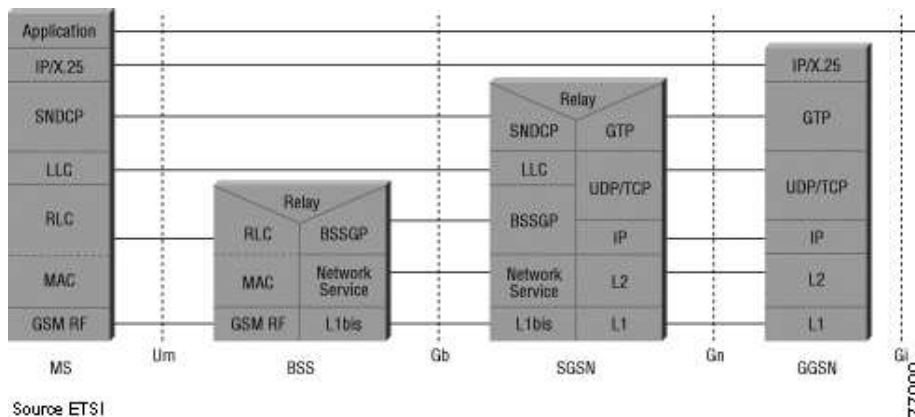 Application
IP/X.25
SNDCP
LLC
RLC
MAC
GSM RF
MS
Um
Relay
RLC
BSSGP
MAC
Network
Service
GSM RF
L1bis
BSS
Gb
Relay
SNDCP
GTP
LLC
UDP/TCP
BSSGP
IP
Network
Service
L2
L1bis
L1
SGSN
Gn
IP/X.25
GTP
UDP/TCP
IP
L2
L1
GGSN
Gi
Source ETSI